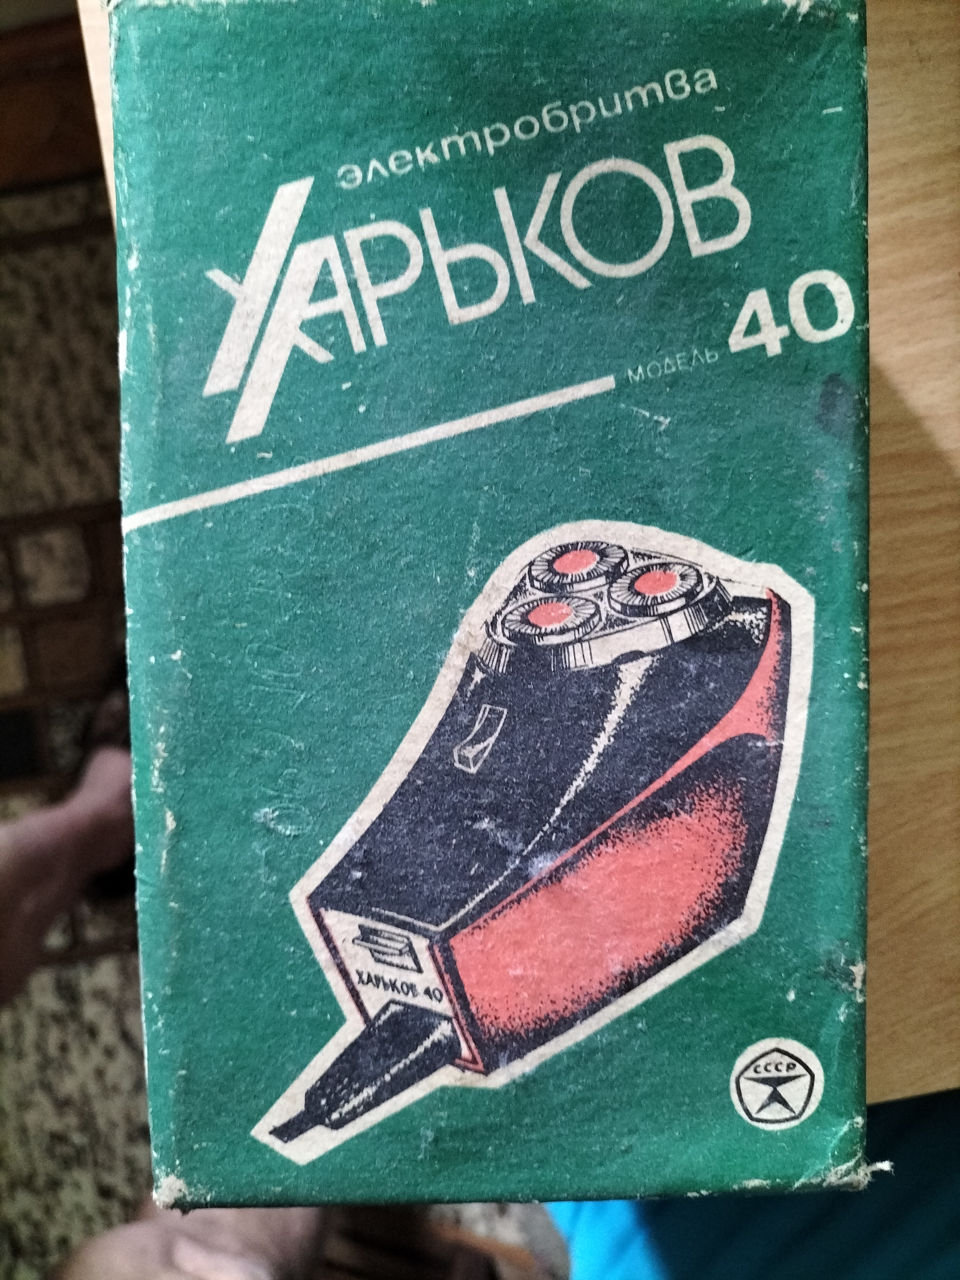 электробритва
ХАРЬКОВ
МОДЕЛЬ 40
ХАРЬКОВ 40
СССР